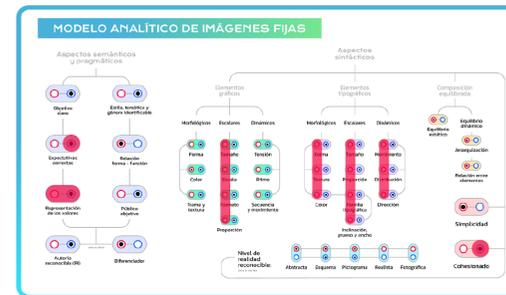 MODELO ANALÍTICO DE IMÁGENES FIJAS
Aspectos semánticos
y pragmáticos
Objetivo
claro
Estilo, temática y
género identificable
Expectativas
correctas
Relación
forma - función
Representación
de los valores
Público
objetivo
Autoría
reconocible (BI)
Diferenciador
Aspectos
sintácticos
Elementos
gráficos
Morfológicos
Escalares
Dinámicos
Forma
Tamaño
Tensión
Color
Escala
Ritmo
Trama y
textura
Formato
Secuencia
y movimiento
Proporción
Elementos
tipográficos
Morfológicos
Escalares
Dinámicos
Forma
Tamaño
Movimiento
Textura
Proporción
Distribución
Color
Familia
tipográfica
Dirección
Inclinación,
grueso y ancho
Composición
equilibrada
Equilibrio
estático
Equilibrio
dinámico
Jerarquización
Relación entre
elementos
Simplicidad
Cohesionado
Nivel de
realidad
reconocible
Abstracta
Esquema
Pictograma
Realista
Fotográfica